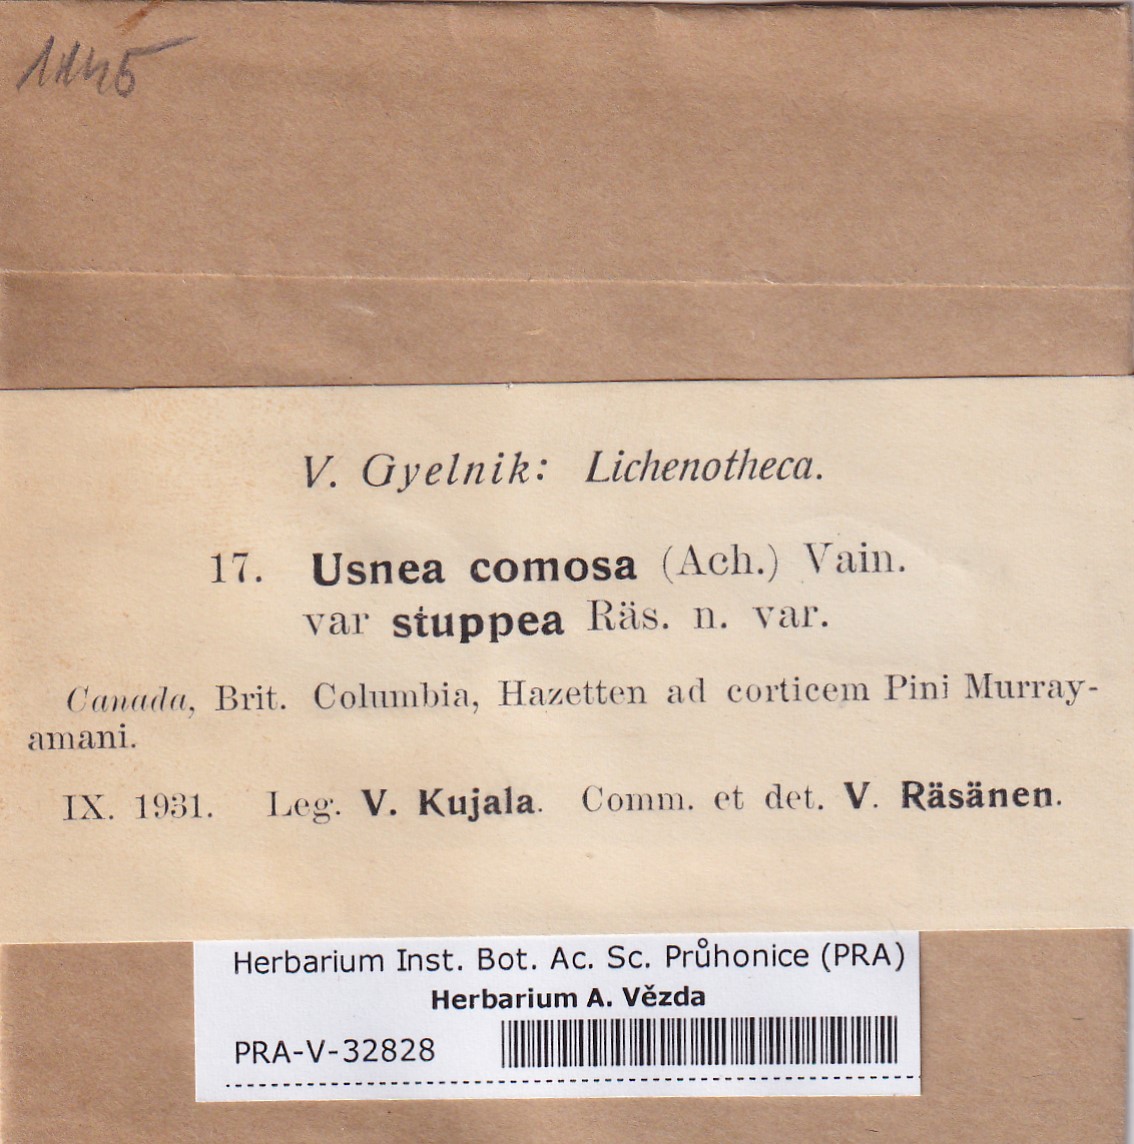 1145
V. Gyelnik: Lichenotheca.
17. Usnea comosa (Ach.) Vain.
var stuppea Räs. n. var.
Canada, Brit. Columbia, Hazetten ad corticem Pini Murray-
amani.
IX. 1931. Leg. V. Kujala. Comm. et det. V. Räsänen.
Herbarium Inst. Bot. Ac. Sc. Průhonice (PRA)
Herbarium A. Vězda
PRA-V-32828